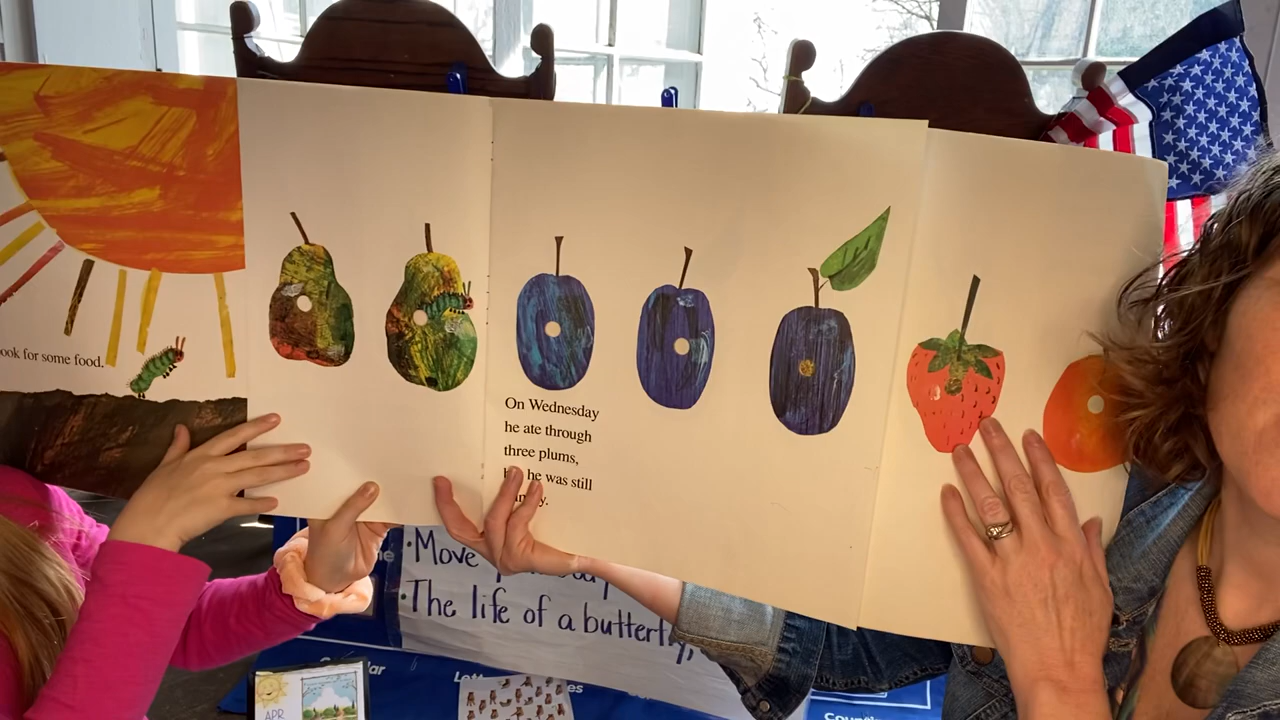 ook for some food.
On Wednesday
he ate through
three plums,
he was still
·Move
·The life of a butterfly,
APR